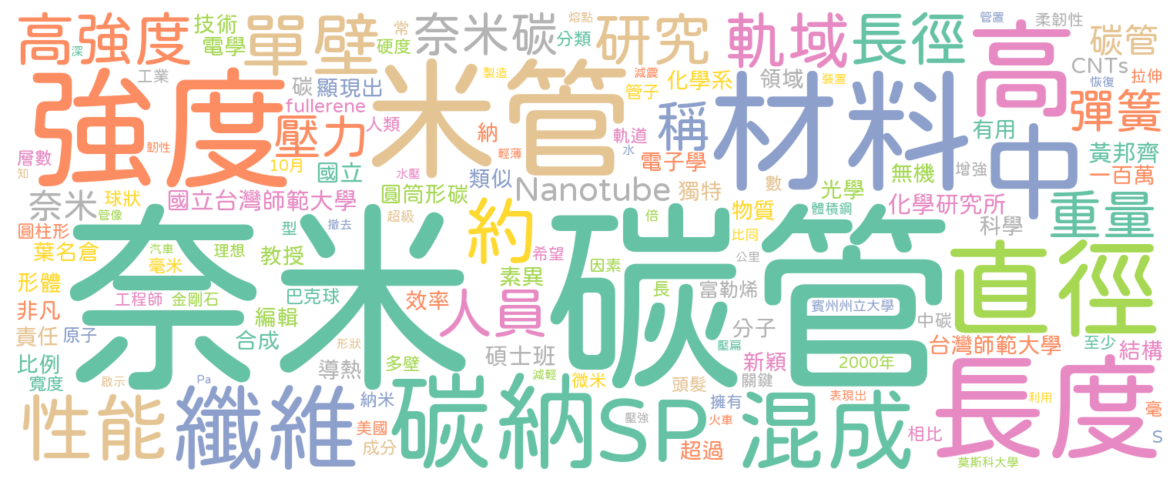 高強度
技術
電學
深
單壁
常
硬度
奈米碳
熔點
分類
研究
軌域
長徑
管置
柔韌性
碳管
高
CNTs
恢復
拉伸
工業
碳
顯現出
fullerene
人類
米管
製造
輕薄
納
減震
管子
化學系
領域
裝置
強度
韌性
壓力
10月
國立
水壓
類似
軌道
水
稱
電子學
材料
中
有用
彈簧
無機
增強
黃邦齊
一百萬
層數
知
奈米
球狀
管像
國立台灣師範大學
圓筒形碳
超級
Nanotube
獨特
數
光學
化學研究所
物質
體積鋼
科學
重量
圓柱形
葉名倉
型
撤去
約
倍
比同
形體
毫米
汽車
理想
教授
希望
素異
因素
公里
奈米碳管
直徑
非凡
工程師
金剛石
巴克球
效率
人員
長
富勒烯
賓州州立大學
中碳
責任
原子
編輯
合成
形狀
分子
壓扁
台灣師範大學
至少
結構
比例
寬度
啟示
導熱
多壁
碩士班
減輕
微米
頭髮
新穎
關鍵
2000年
表現出
長度
利用
毫
性能
纖維
Pa
納米
美國
成分
碳納
SP
壓強
擁有
火車
超過
混成
相比
莫斯科大學
S